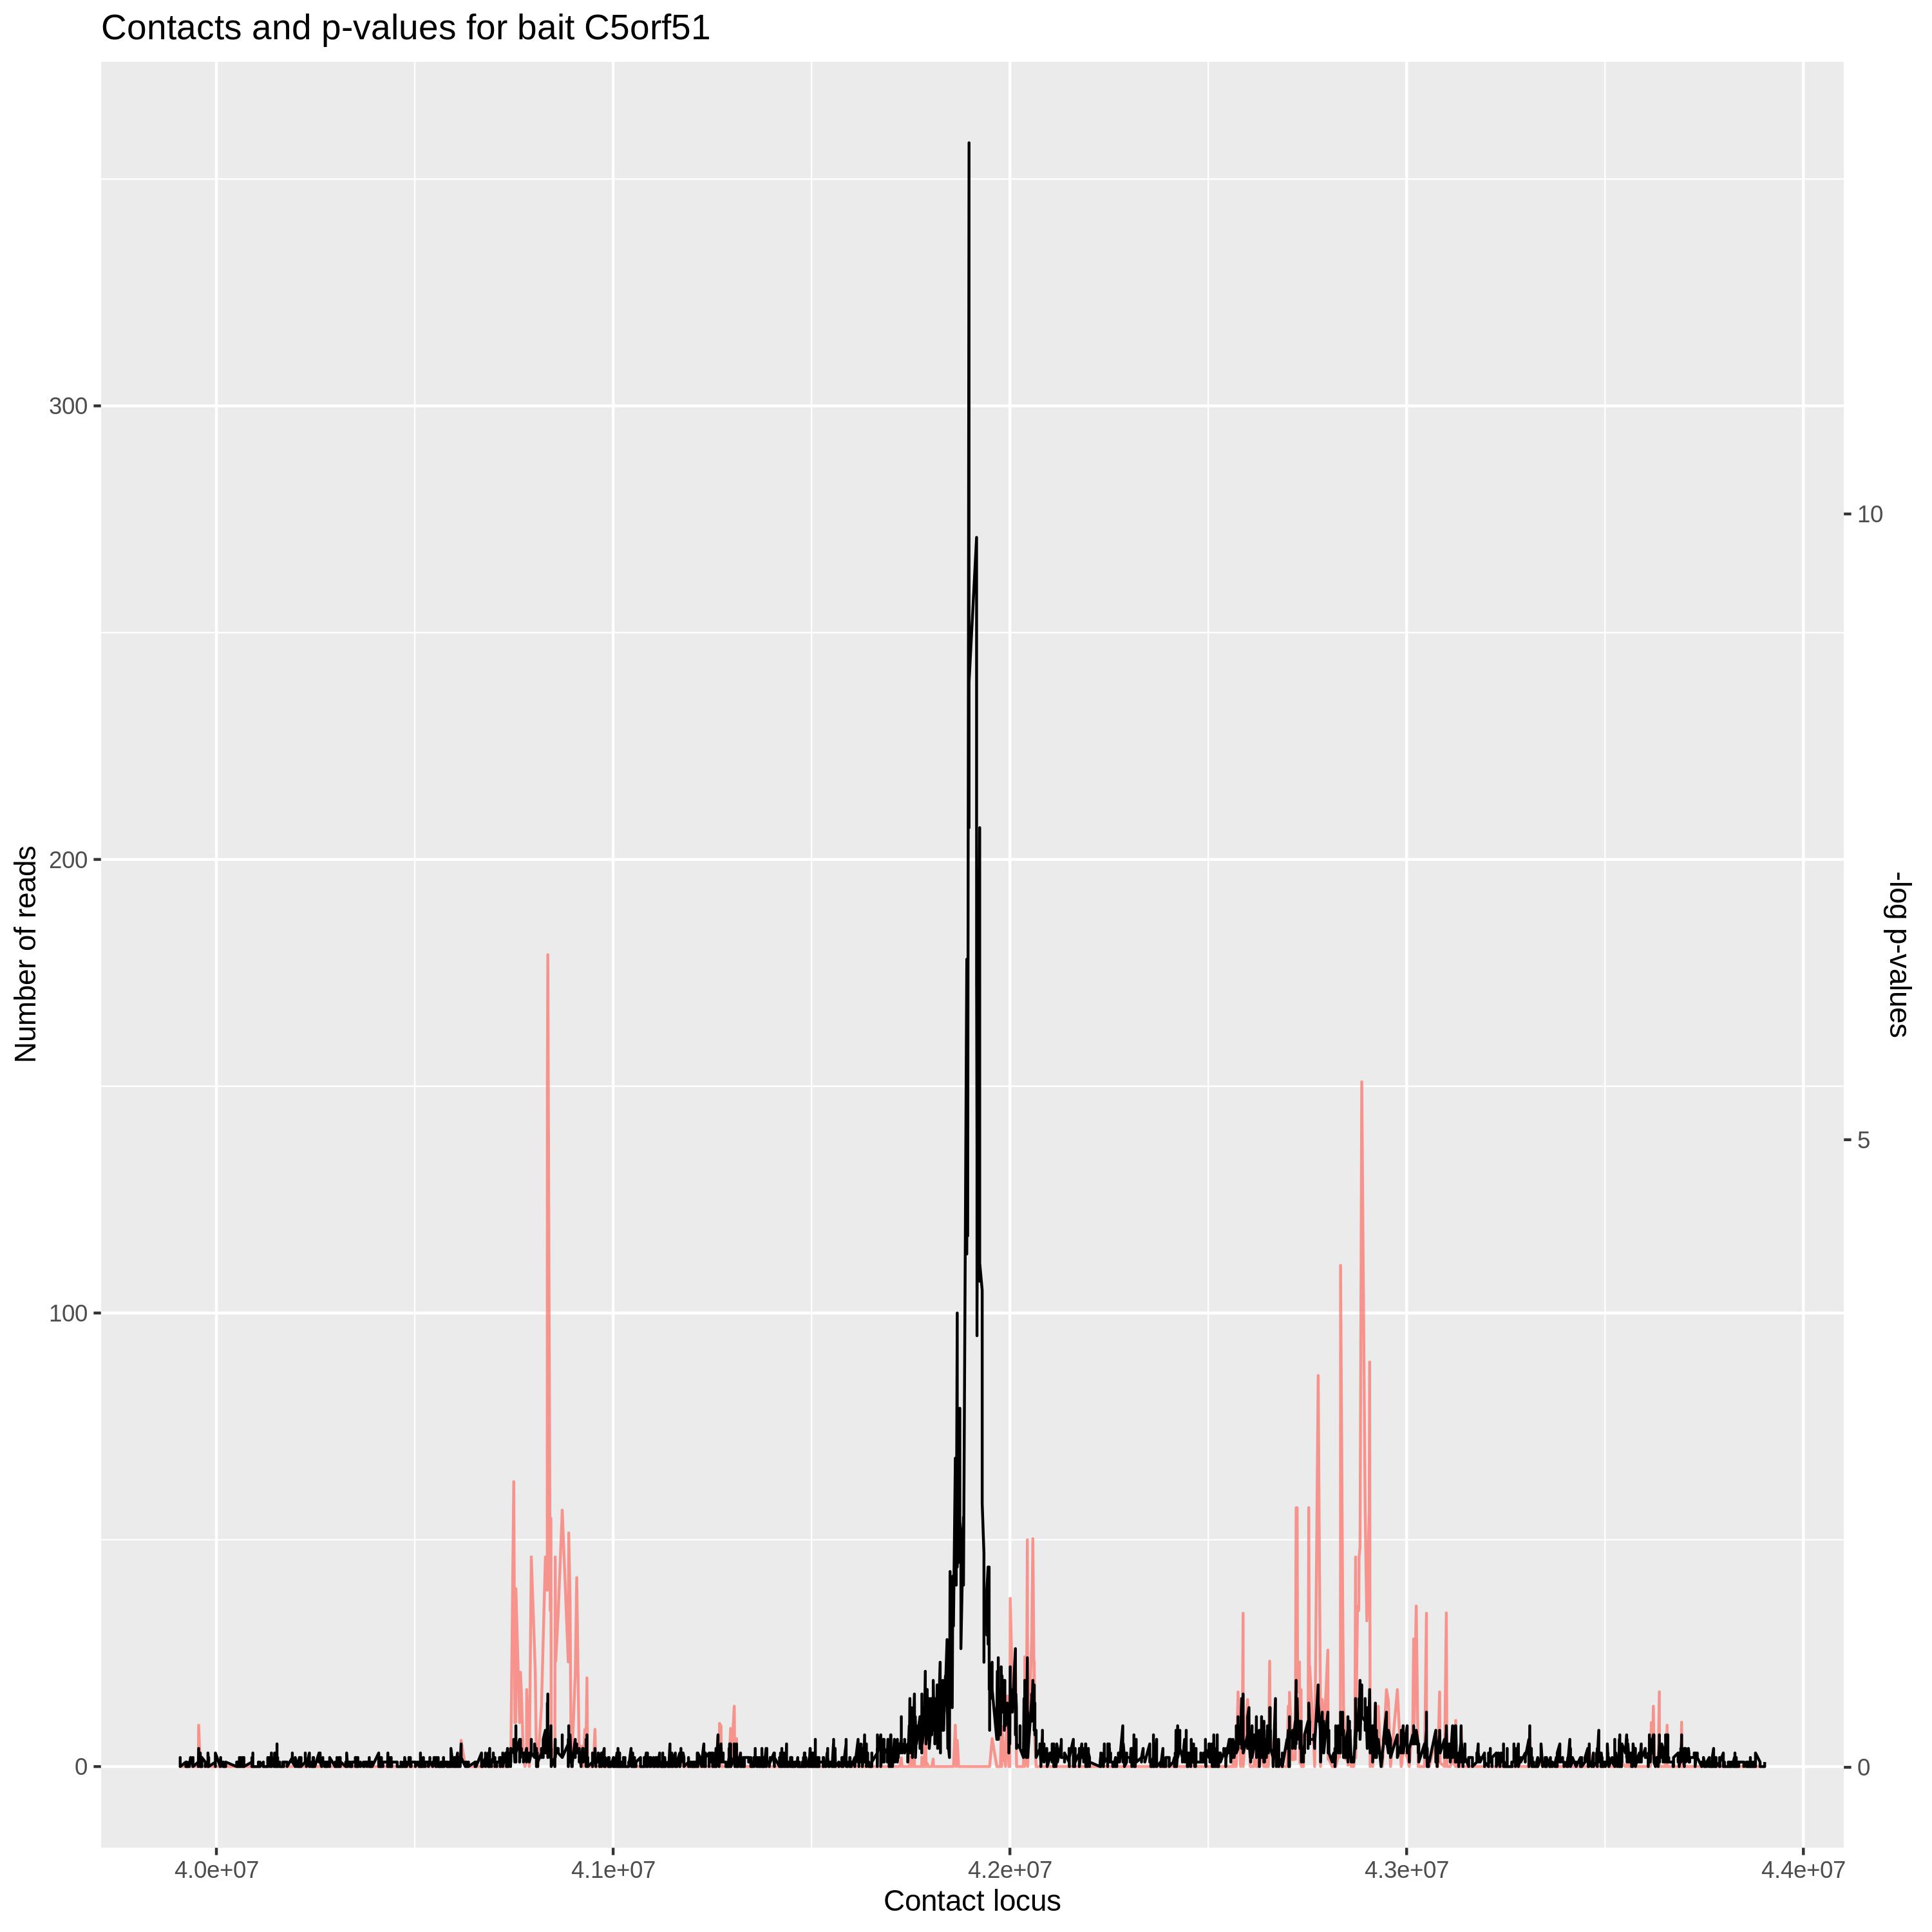 Contacts and p-values for bait C5orf51
300
200
100
0
Number of reads
10
5
0
-log p-values
4.0e+07
4.1e+07
4.2e+07
4.3e+07
4.4e+07
Contact locus